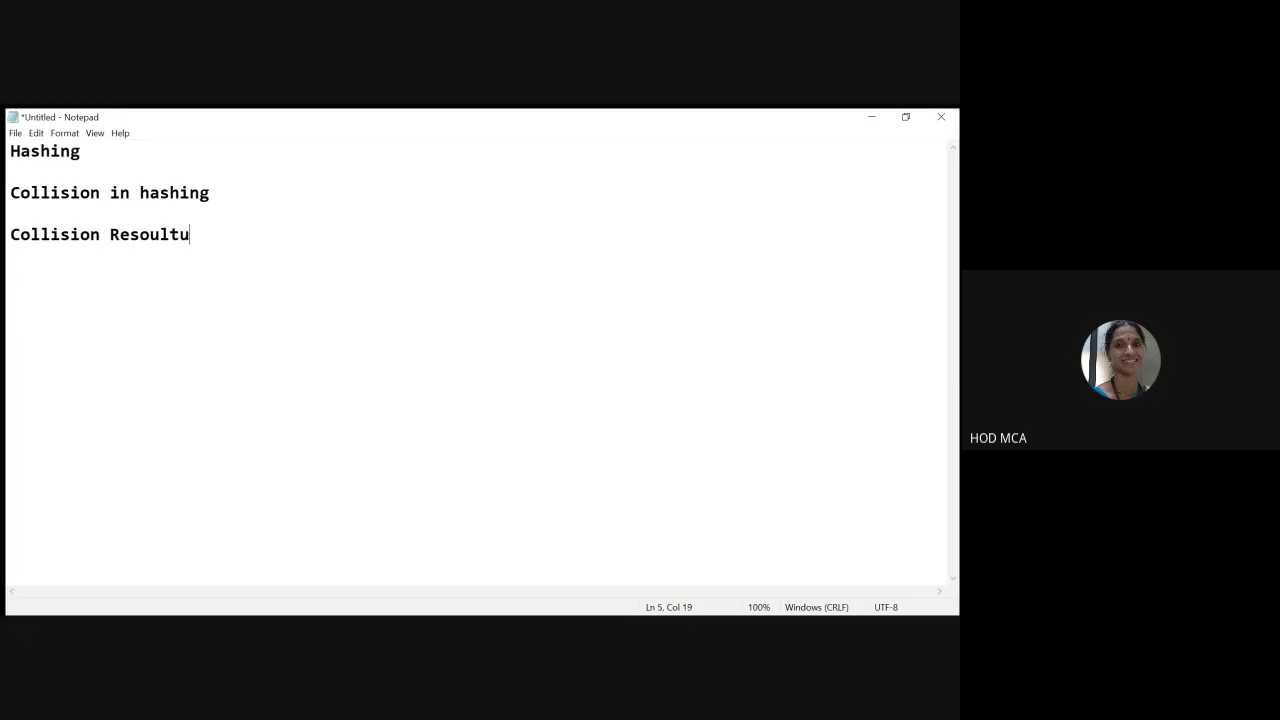 *Untitled - Notepad
File Edit Format View Help
Hashing
Collision in hashing
Collision Resoultu
HOD MCA
Ln 5, Col 19 100% Windows (CRLF) UTF-8